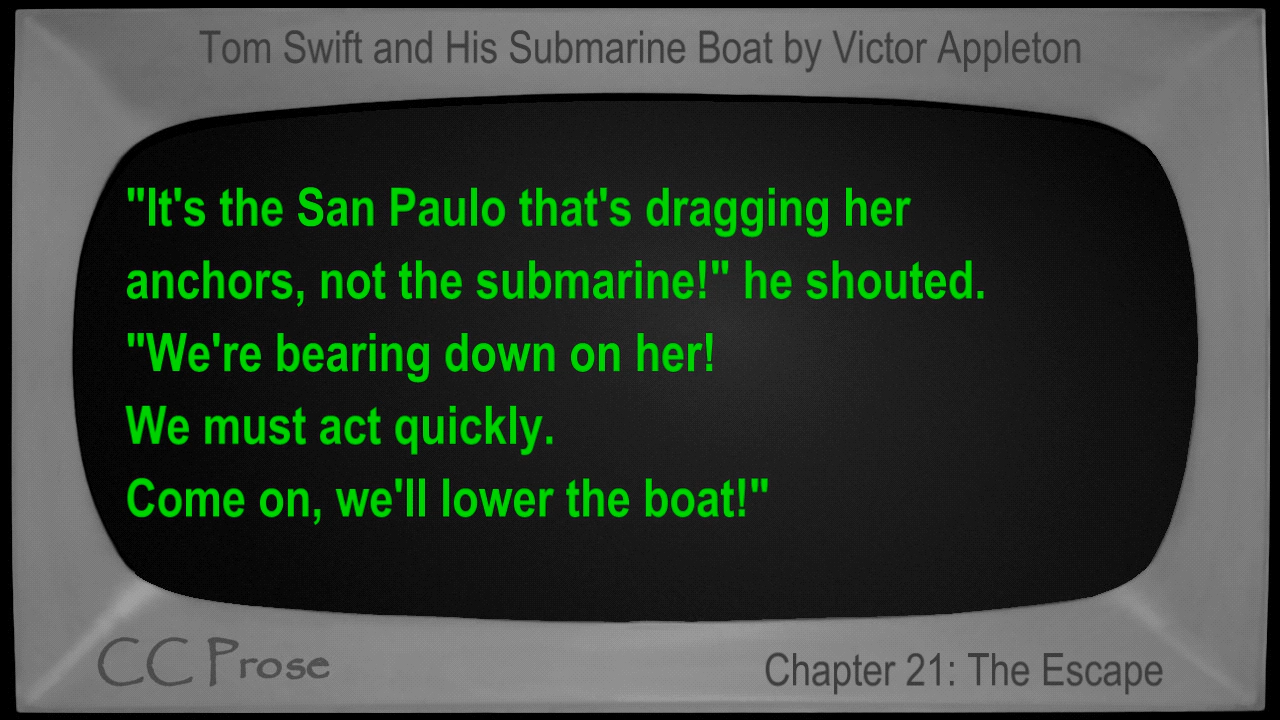 Tom Swift and His Submarine Boat by Victor Appleton
"It's the San Paulo that's dragging her
anchors, not the submarine!" he shouted.
"We're bearing down on her!
We must act quickly.
Come on, we'll lower the boat!"
CC Prose
Chapter 21: The Escape